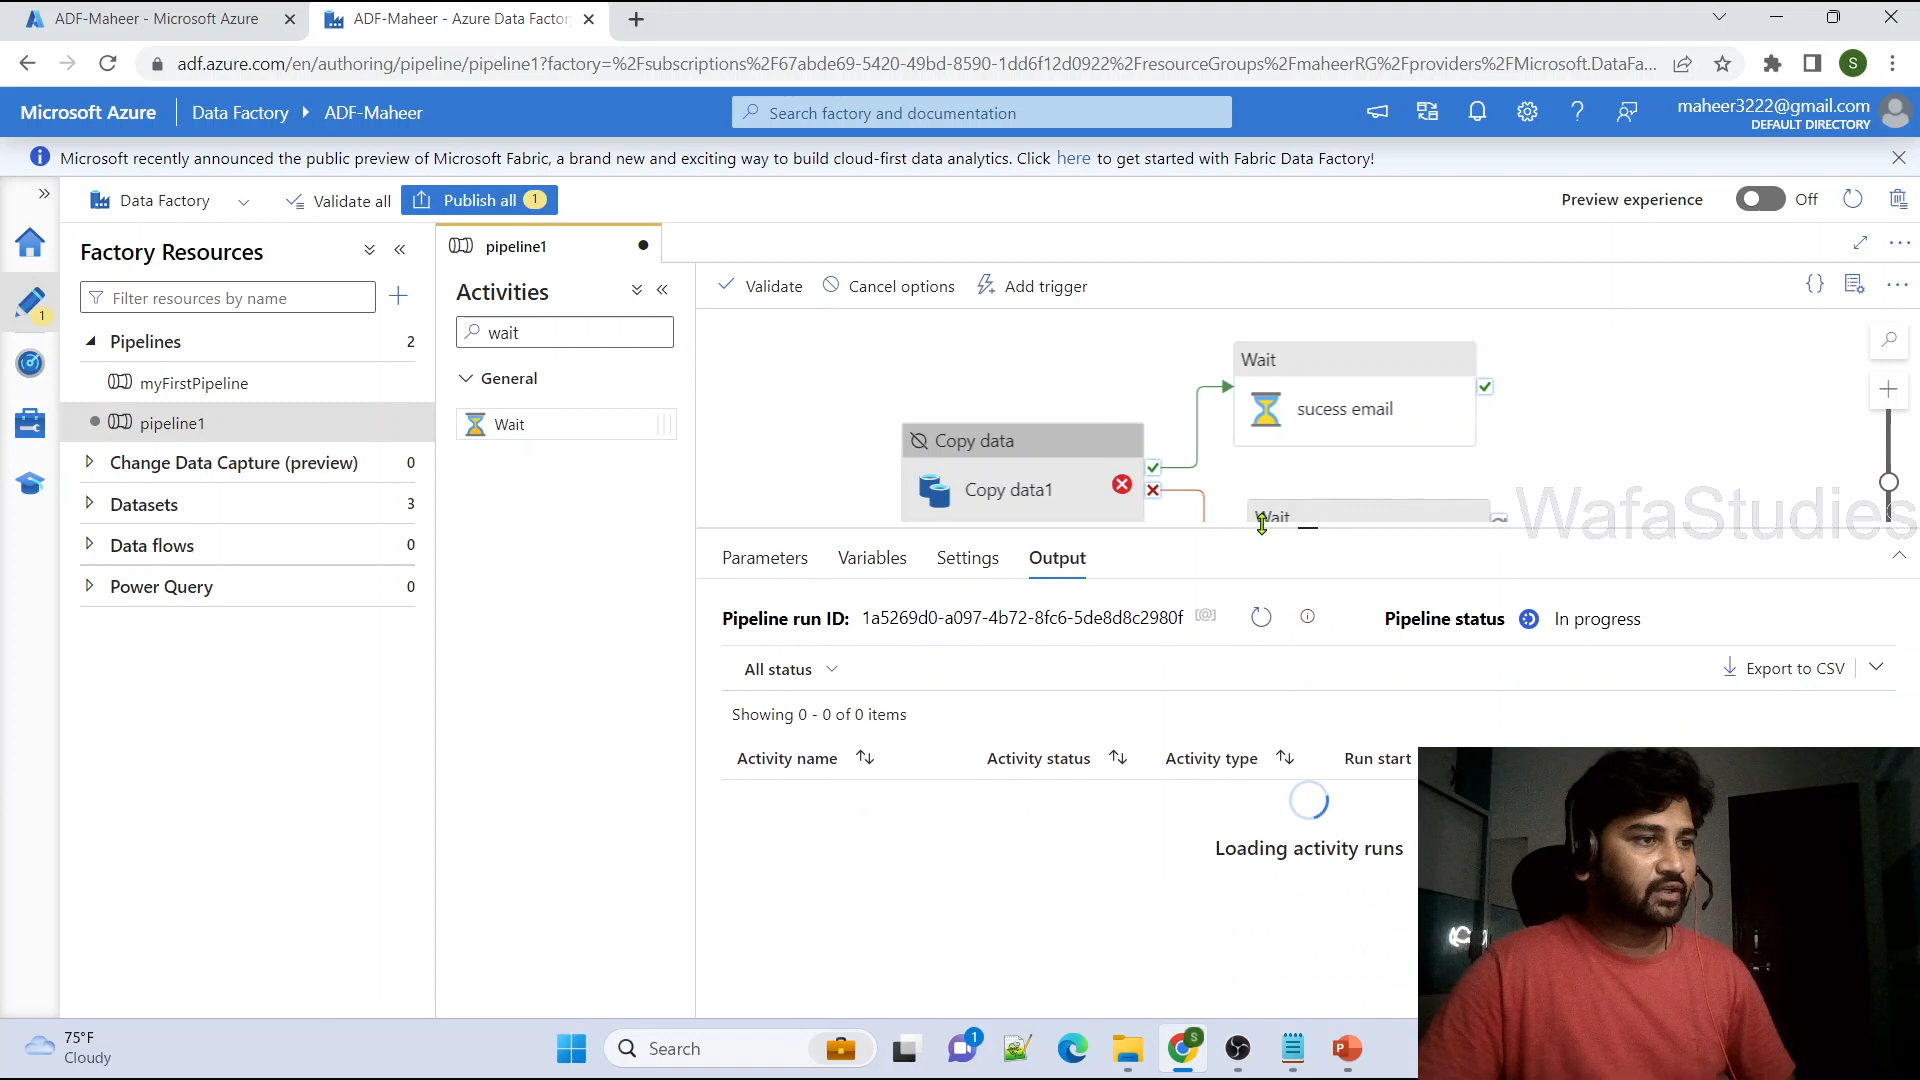 ADF-Maheer - Microsoft Azure
ADF-Maheer - Azure Data Factor
adf.azure.com/en/authoring/pipeline/pipeline1?factory=%2Fsubscriptions%2F67abde69-5420-49bd-8590-1dd6f12d0922%2FresourceGroups%2FmaheerRG%2Fproviders%2FMicrosoft.DataFa...
S
Microsoft Azure
Data Factory
ADF-Maheer
Search factory and documentation
maheer3222@gmail.com
DEFAULT DIRECTORY
Microsoft recently announced the public preview of Microsoft Fabric, a brand new and exciting way to build cloud-first data analytics. Click here to get started with Fabric Data Factory!
Data Factory
Validate all
Publish all 1
Preview experience
Off
1
Factory Resources
Filter resources by name
Pipelines 2
myFirstPipeline
pipeline1
Change Data Capture (preview) 0
Datasets 3
Data flows 0
Power Query 0
pipeline1
Activities
wait
General
Wait
Validate
Cancel options
Add trigger
Wait
sucess email
Copy data
Copy data1
Wait
WafaStudies
Parameters
Variables
Settings
Output
Pipeline run ID: 1a5269d0-a097-4b72-8fc6-5de8d8c2980f
Pipeline status
In progress
All status
Export to CSV
Showing 0 - 0 of 0 items
Activity name
Activity status
Activity type
Run start
Loading activity runs
75°F
Cloudy
Search
1
S